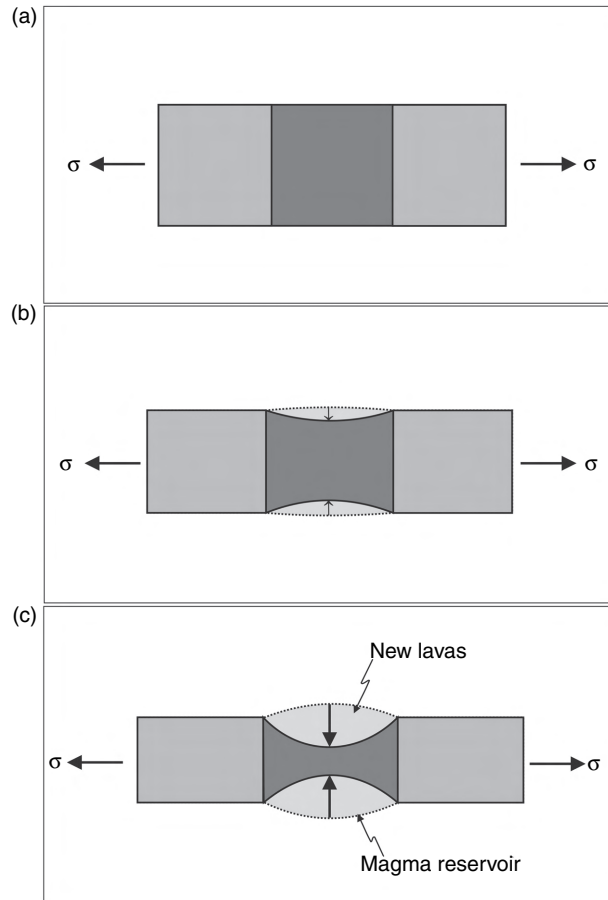 (a)
σ σ
(b)
σ σ
(c)
New lavas
σ σ
Magma reservoir